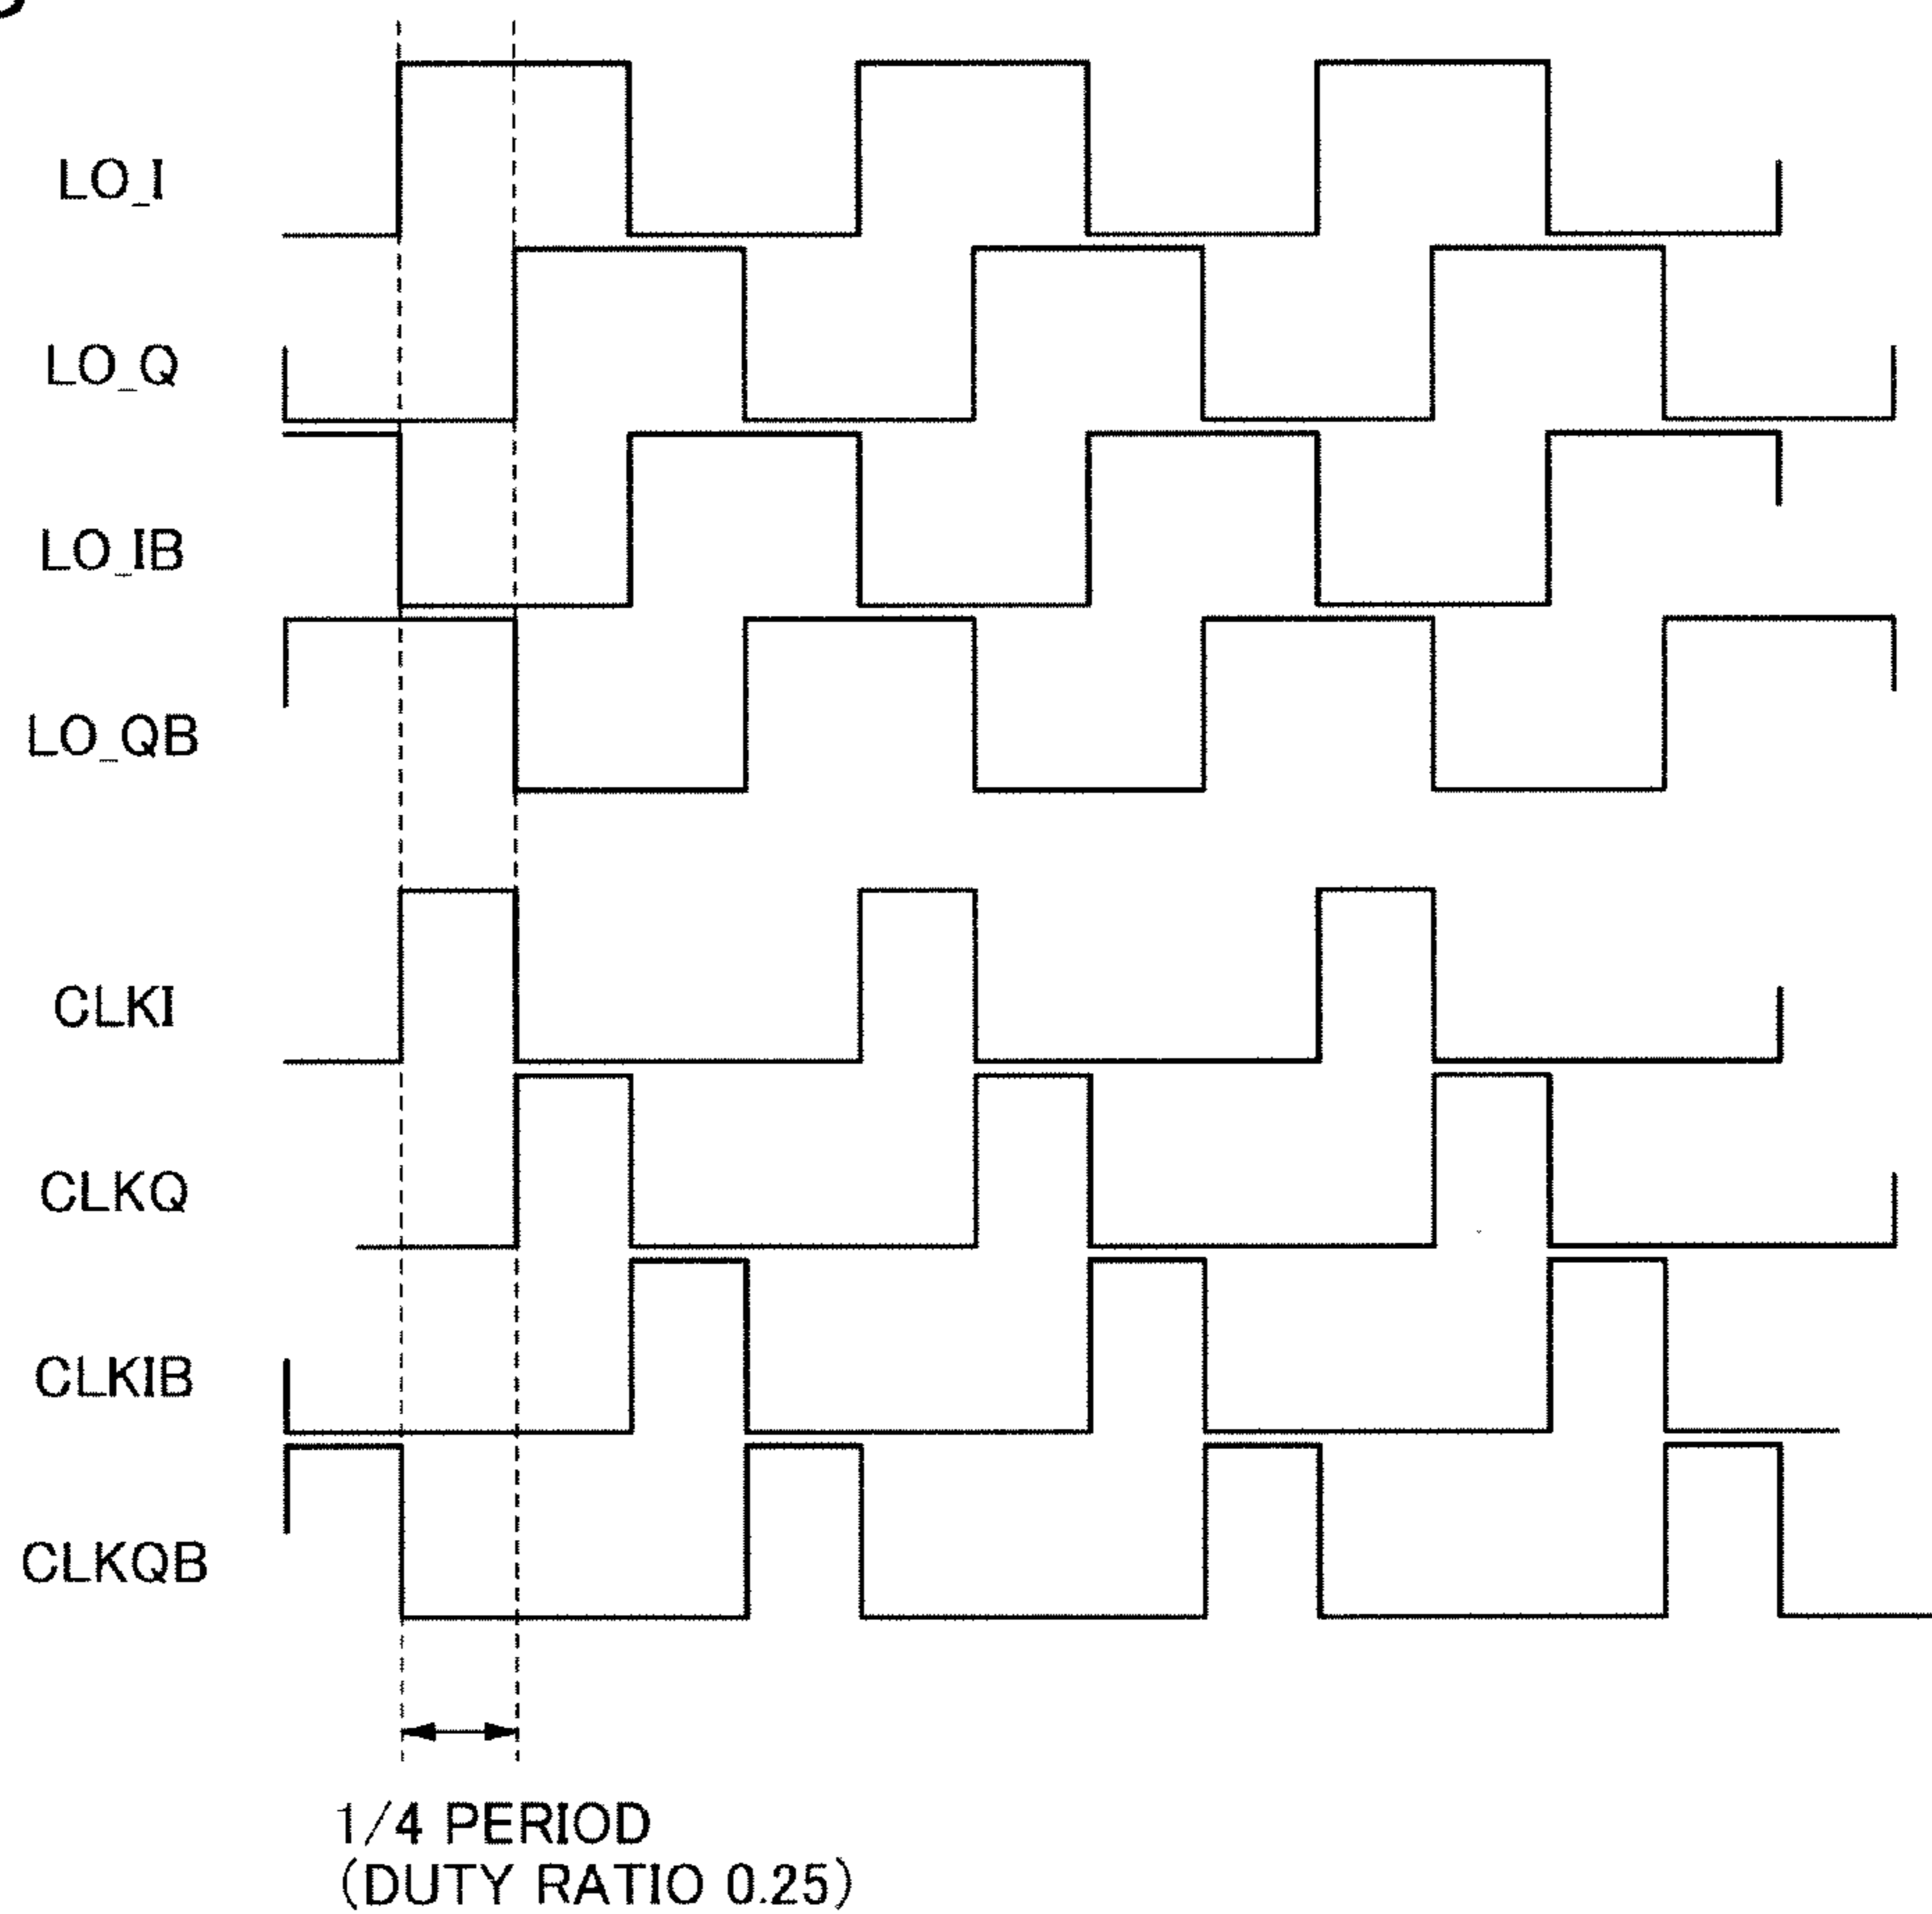 LO_I
LO_Q
LO_IB
LO_QB
CLKI
CLKQ
CLKIB
CLKQB
1/4 PERIOD
(DUTY RATIO 0.25)